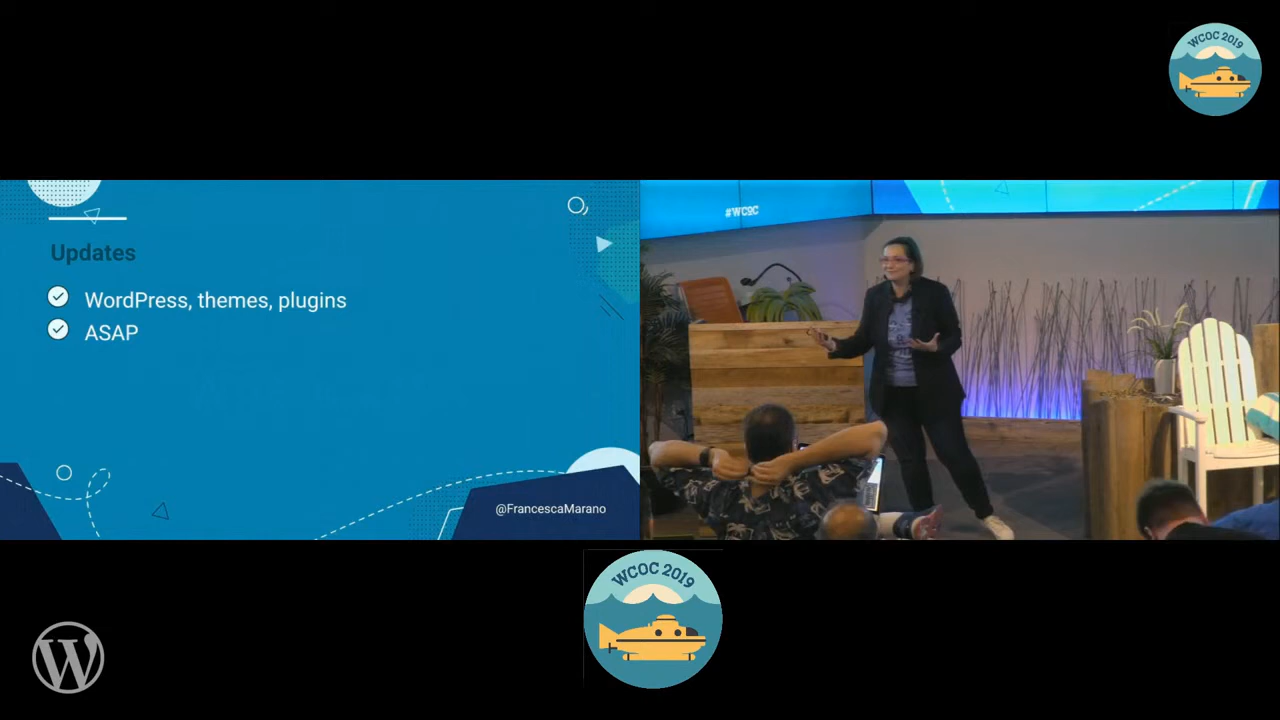 WCOC 2019
Updates
WordPress, themes, plugins
ASAP
@FrancescaMarano
#WCOC
WCOC 2019